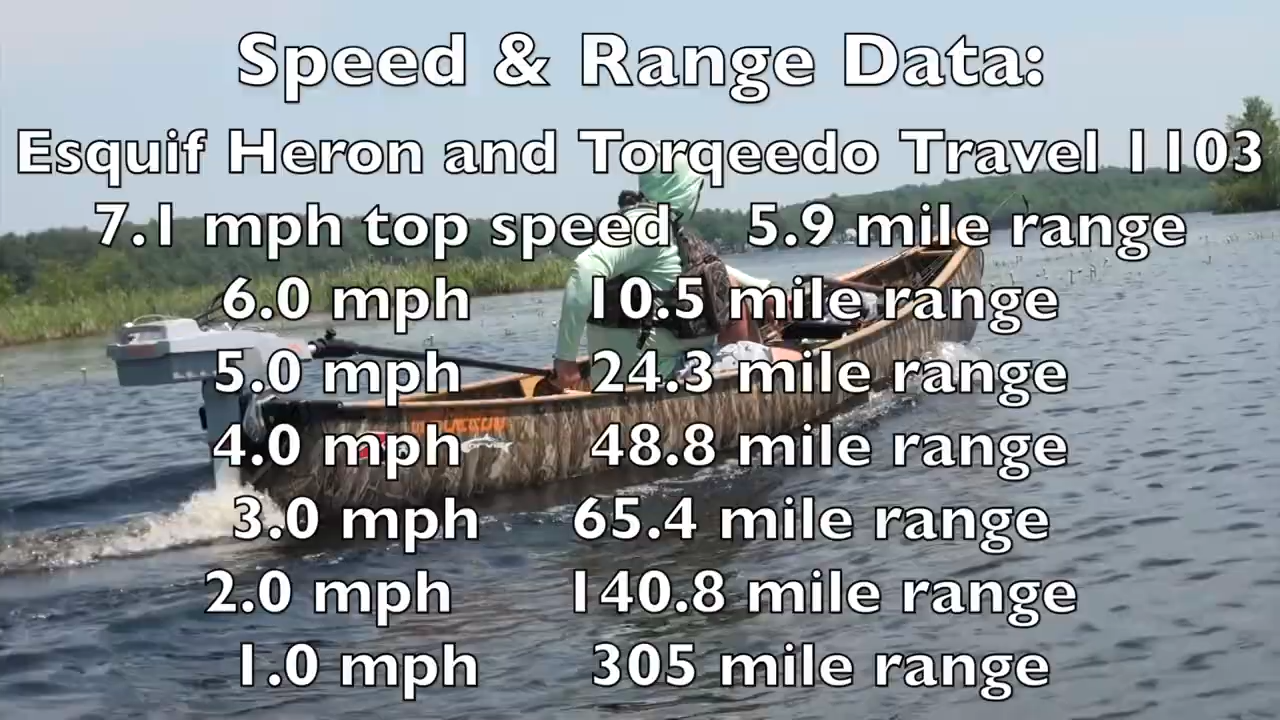 Speed & Range Data:
Esquif Heron and Torqeedo Travel 1103
7.1 mph top speed 5.9 mile range
6.0 mph 10.5 mile range
5.0 mph 24.3 mile range
4.0 mph 48.8 mile range
3.0 mph 65.4 mile range
2.0 mph 140.8 mile range
1.0 mph 305 mile range